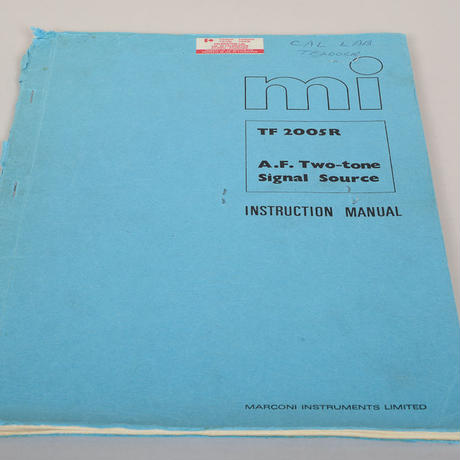 CAL LAB
mi
TF 2005R
A.F. Two-tone
Signal Source
INSTRUCTION MANUAL
MARCONI INSTRUMENTS LIMITED